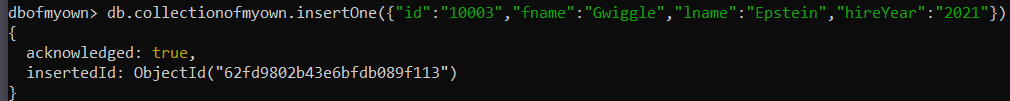 dbofmyown> db.collectionofmyown.insertOne({"id":"10003","fname":"Gwiggle","lname":"Epstein","hireYear":"2021"})
{
  acknowledged: true,
  insertedId: ObjectId("62fd9802b43e6bfdb089f113")
}